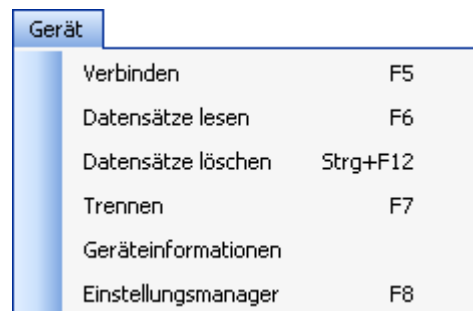 Gerät
Verbinden F5
Datensätze lesen F6
Datensätze löschen Strg+F12
Trennen F7
Geräteinformationen
Einstellungsmanager F8